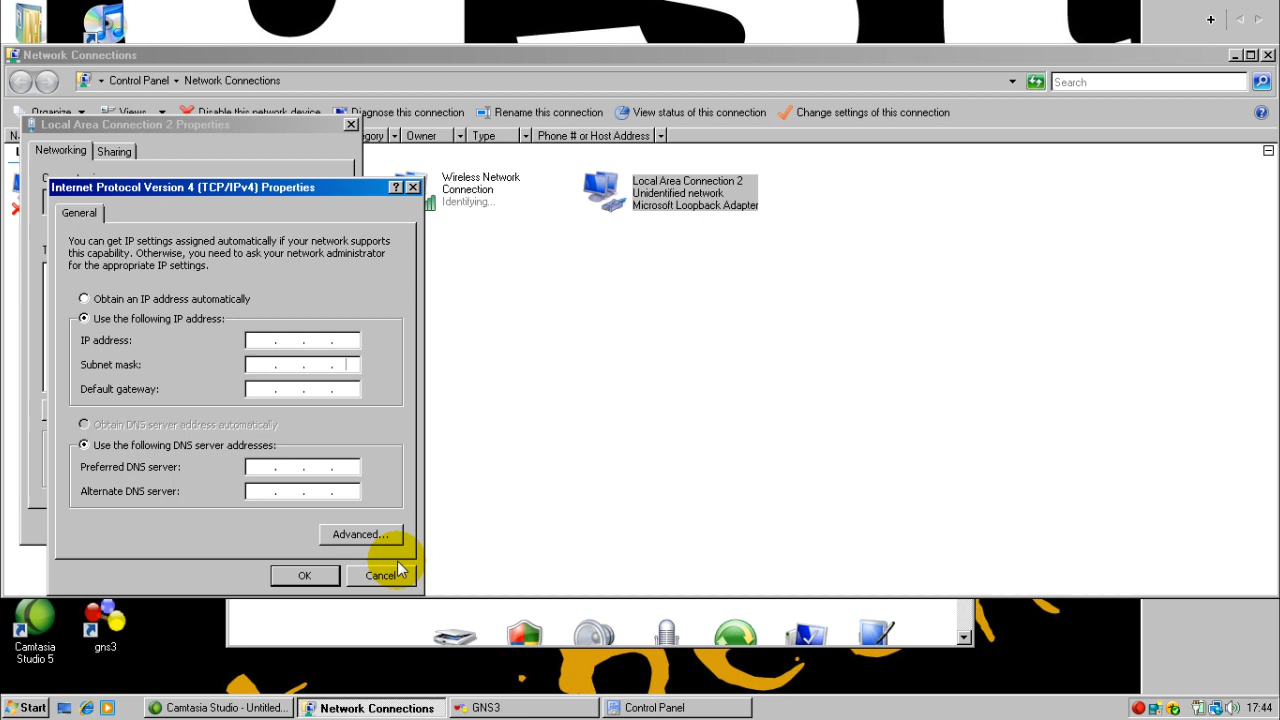 Network Connections
Control Panel
Network Connections
Search
Organize
Views
Disable this network device
Diagnose this connection
Rename this connection
View status of this connection
Change settings of this connection
Owner
Type
Phone # or Host Address
Local Area Connection 2 Properties
Networking
Sharing
Wireless Network
Connection
Identifying...
Local Area Connection 2
Unidentified network
Microsoft Loopback Adapter
Internet Protocol Version 4 (TCP/IPv4) Properties
General
You can get IP settings assigned automatically if your network supports
this capability. Otherwise, you need to ask your network administrator
for the appropriate IP settings.
Obtain an IP address automatically
Use the following IP address:
IP address:
Subnet mask:
Default gateway:
Obtain DNS server address automatically
Use the following DNS server addresses:
Preferred DNS server:
Alternate DNS server:
Advanced...
OK
Cancel
Camtasia
Studio 5
gns3
Start
Camtasia Studio - Untitled...
Network Connections
GNS3
Control Panel
17:44